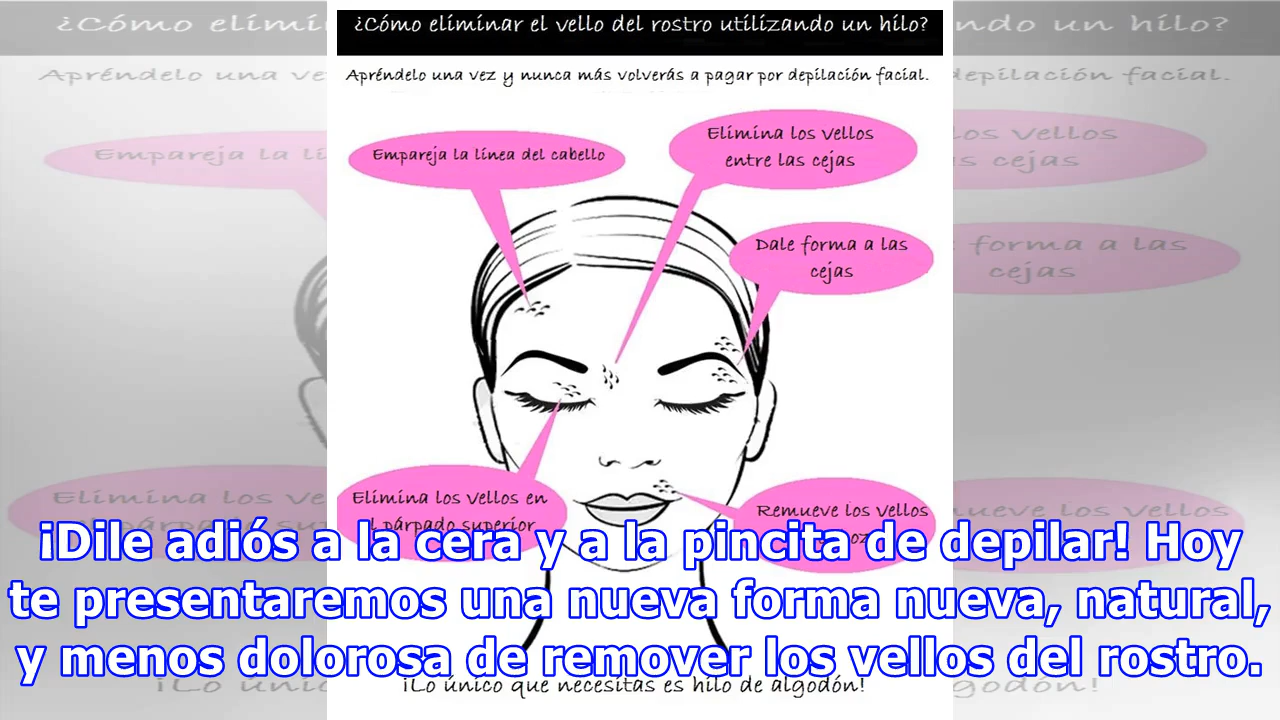 ¿Cómo eliminar el vello del rostro utilizando un hilo?
Apréndelo una vez y nunca más volverás a pagar por depilación facial.
Elimina los vellos
entre las cejas
Empareja la línea del cabello
Dale forma a las
cejas
Elimina los vellos en
párpado superior
Remueve los vellos
¡Dile adiós a la cera y a la pincita de depilar! Hoy
te presentaremos una nueva forma nueva, natural,
y menos dolorosa de remover los vellos del rostro.
¡Lo único que necesitas es hilo de algodón!